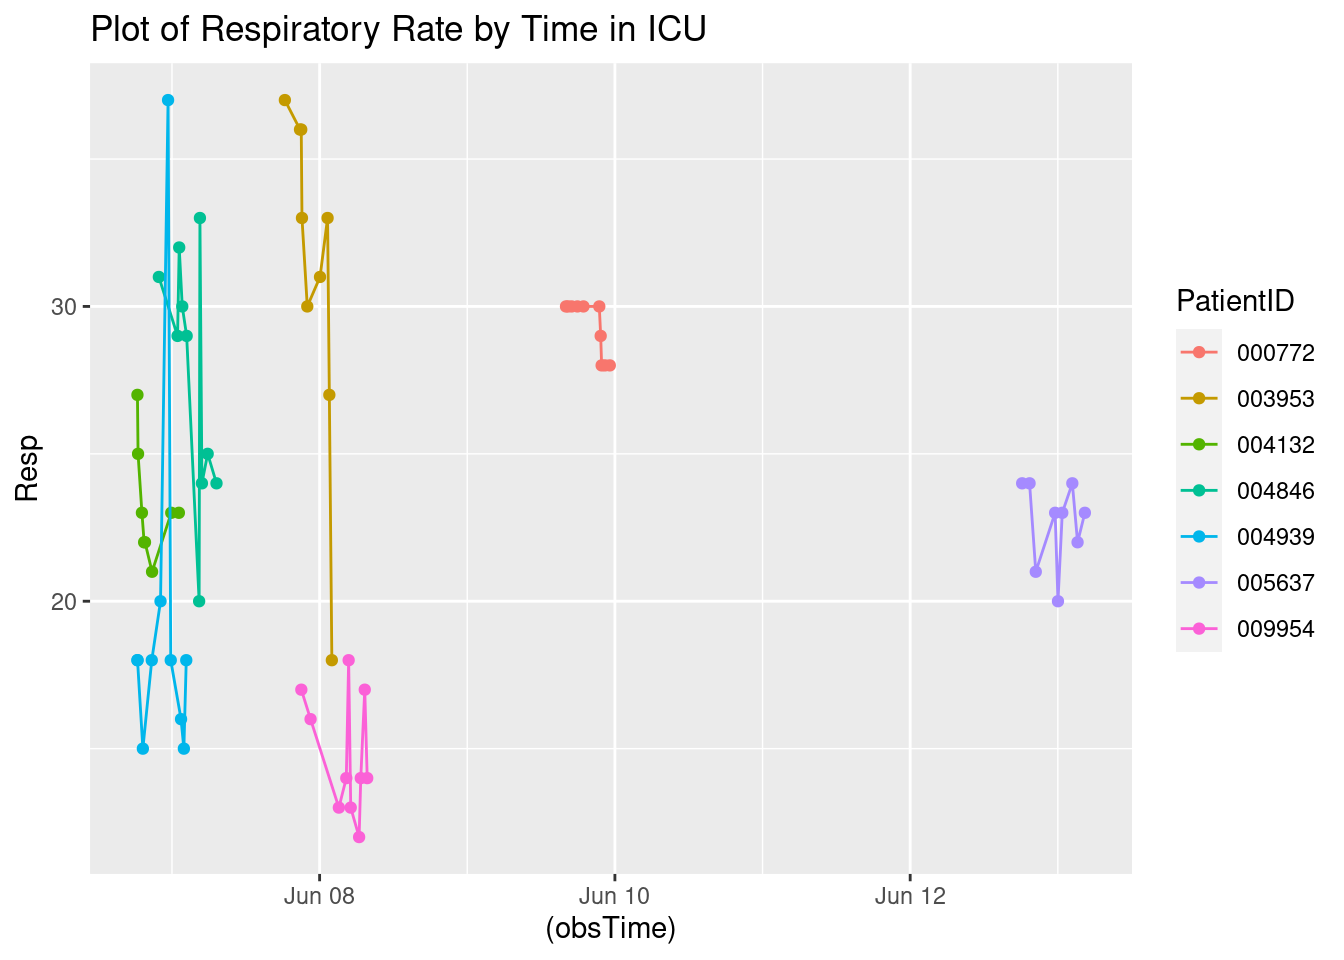 Plot of Respiratory Rate by Time in ICU
Resp
30
20
Jun 08
Jun 10
Jun 12
(obsTime)
PatientID
000772
003953
004132
004846
004939
005637
009954